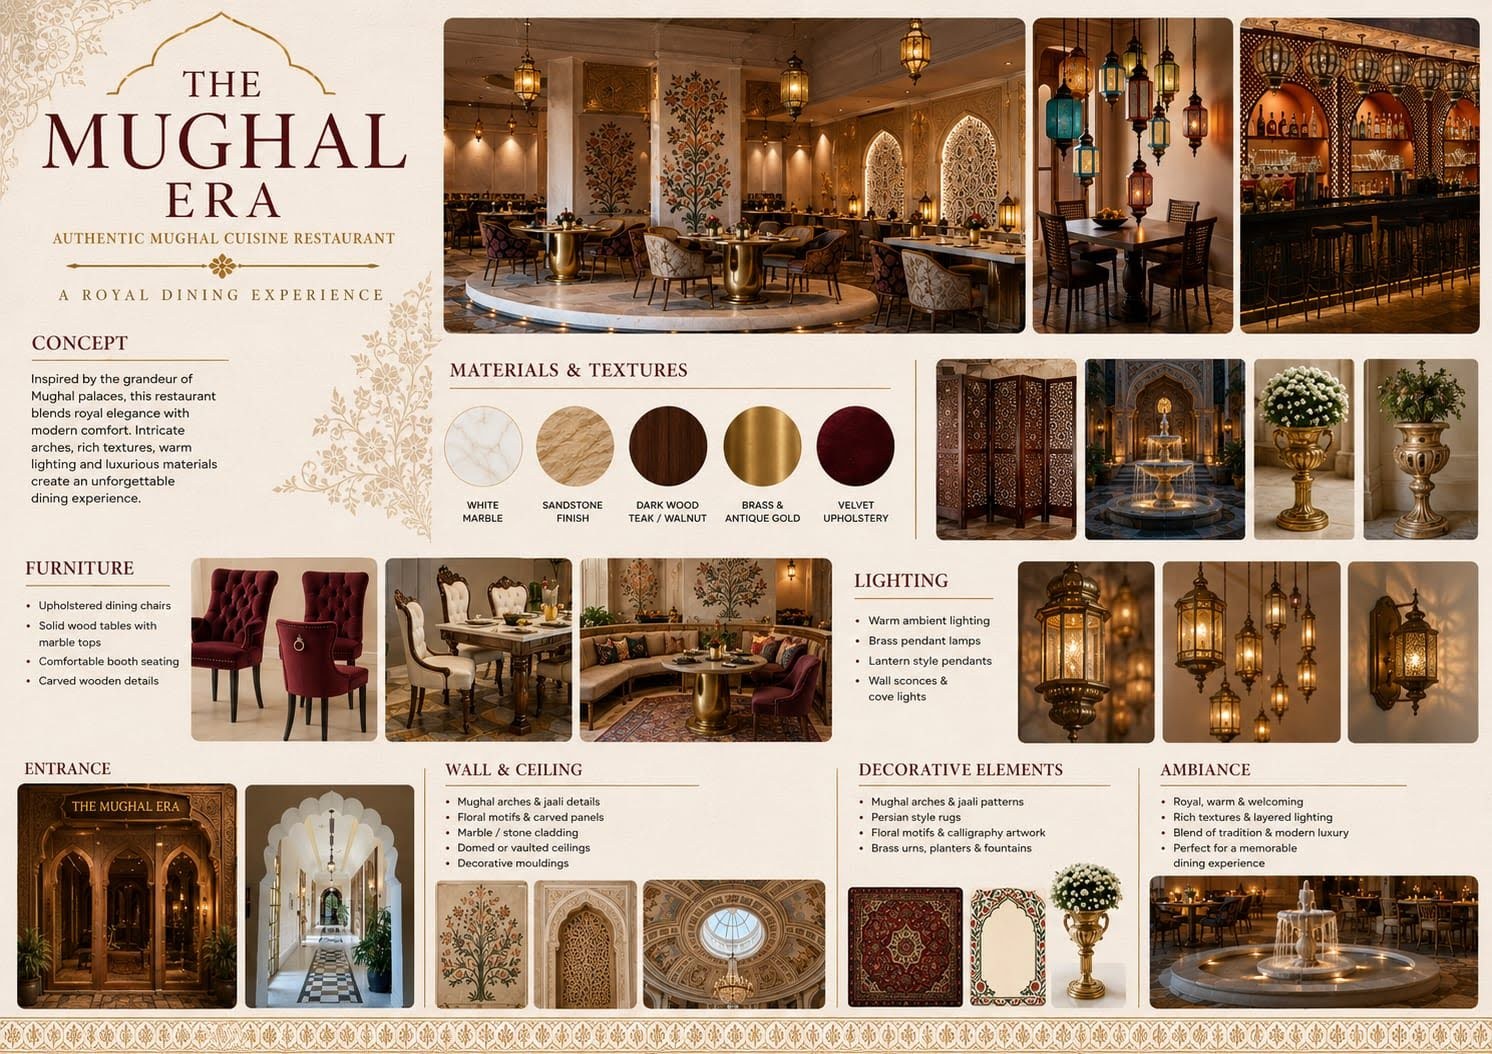 THE
MUGHAL
ERA
AUTHENTIC MUGHAL CUISINE RESTAURANT
A ROYAL DINING EXPERIENCE
CONCEPT
Inspired by the grandeur of
Mughal palaces, this restaurant
blends royal elegance with
modern comfort. Intricate
arches, rich textures, warm
lighting and luxurious materials
create an unforgettable
dining experience.
MATERIALS & TEXTURES
WHITE
MARBLE
SANDSTONE
FINISH
DARK WOOD
TEAK / WALNUT
BRASS &
ANTIQUE GOLD
VELVET
UPHOLSTERY
FURNITURE
• Upholstered dining chairs
• Solid wood tables with
marble tops
• Comfortable booth seating
• Carved wooden details
LIGHTING
• Warm ambient lighting
• Brass pendant lamps
• Lantern style pendants
• Wall sconces &
cove lights
ENTRANCE
THE MUGHAL ERA
WALL & CEILING
• Mughal arches & jaali details
• Floral motifs & carved panels
• Marble / stone cladding
• Domed or vaulted ceilings
• Decorative mouldings
DECORATIVE ELEMENTS
• Mughal arches & jaali patterns
• Persian style rugs
• Floral motifs & calligraphy artwork
• Brass urns, planters & fountains
AMBIANCE
• Royal, warm & welcoming
• Rich textures & layered lighting
• Blend of tradition & modern luxury
• Perfect for a memorable
dining experience